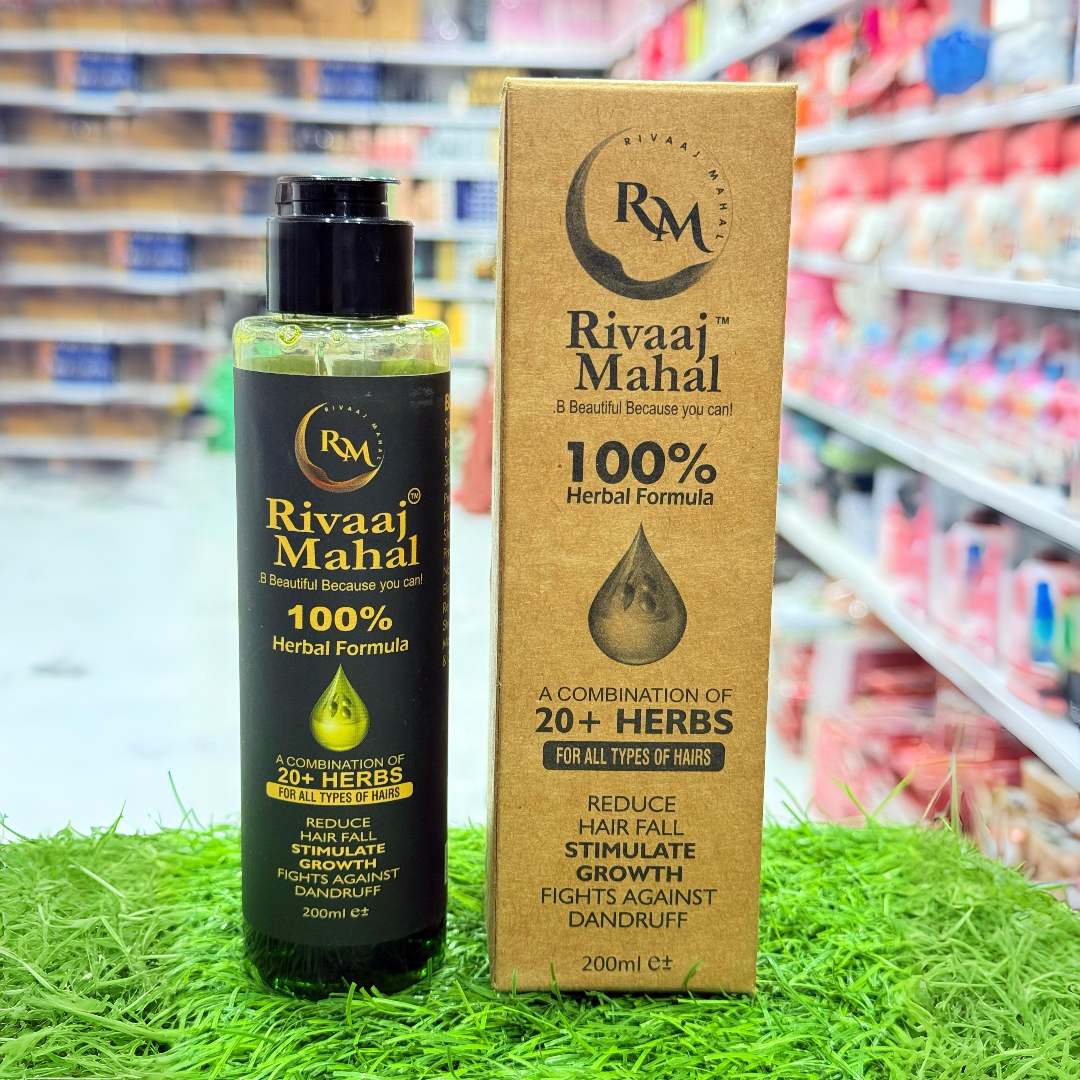 RIVAAJ MAHAL
RM
Rivaaj TM
Mahal
.B Beautiful Because you can!
100%
Herbal Formula
A COMBINATION OF
20+ HERBS
FOR ALL TYPES OF HAIRS
REDUCE
HAIR FALL
STIMULATE
GROWTH
FIGHTS AGAINST
DANDRUFF
200ml e±
RIVAAJ MAHAL
RM
Rivaaj™
Mahal
.B Beautiful Because you can!
100%
Herbal Formula
A COMBINATION OF
20+ HERBS
FOR ALL TYPES OF HAIRS
REDUCE
HAIR FALL
STIMULATE
GROWTH
FIGHTS AGAINST
DANDRUFF
200ml e±